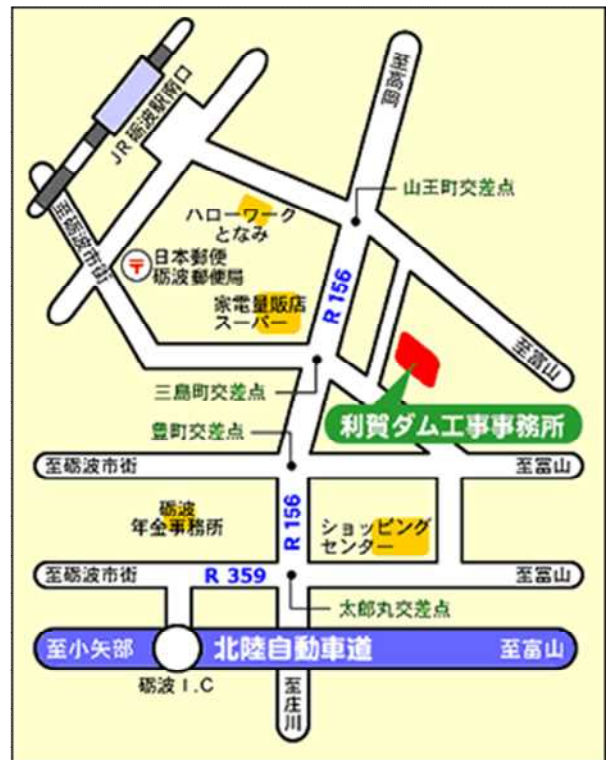 至高岡
JR砺波駅南口
山王町交差点
ハローワーク
となみ
至砺波市街
日本郵便
砺波郵便局
家電量販店
スーパー
R 156
至富山
三島町交差点
利賀ダム工事事務所
豊町交差点
至砺波市街
至富山
砺波
年金事務所
R 156
ショッピング
センター
至砺波市街
R 359
至富山
太郎丸交差点
至小矢部
北陸自動車道
至富山
砺波 I.C
至庄川